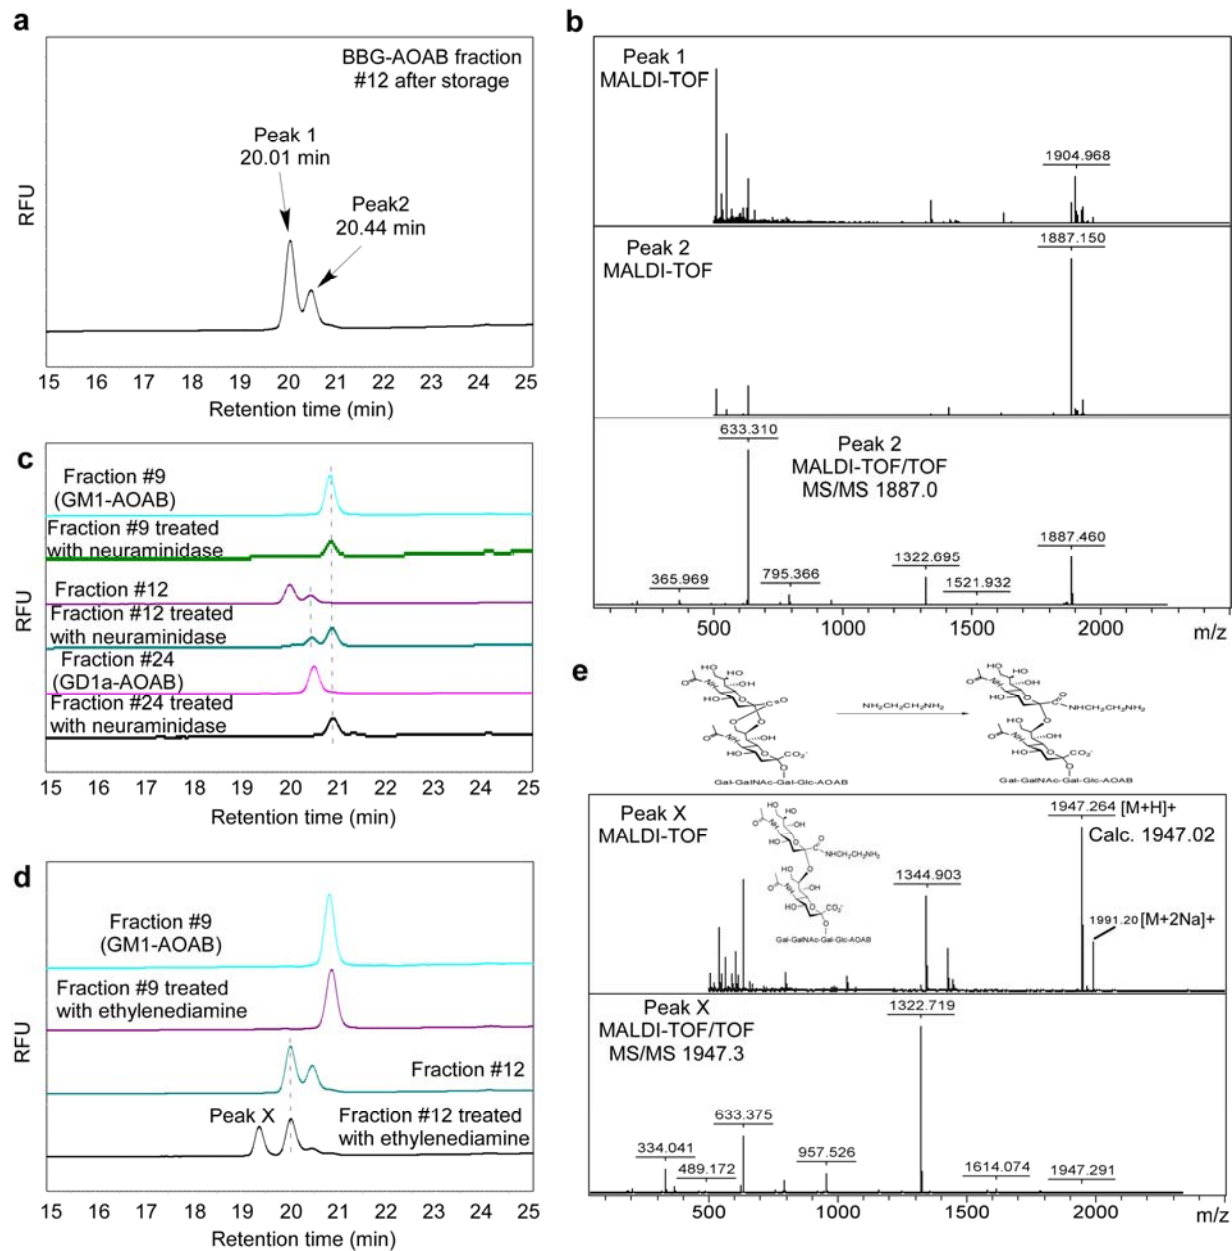 a
BBG-AOAB fraction
#12 after storage
Peak 1
20.01 min
Peak2
20.44 min
RFU
15 16 17 18 19 20 21 22 23 24 25
Retention time (min)
b
Peak 1
MALDI-TOF
1904.968
Peak 2
MALDI-TOF
1887.150
Peak 2
MALDI-TOF/TOF
MS/MS 1887.0
633.310
365.969
795.366
1322.695
1521.932
1887.460
500 1000 1500 2000 m/z
c
Fraction #9
(GM1-AOAB)
Fraction #9 treated
with neuraminidase
Fraction #12
Fraction #12 treated
with neuraminidase
Fraction #24
(GD1a-AOAB)
Fraction #24 treated
with neuraminidase
RFU
15 16 17 18 19 20 21 22 23 24 25
Retention time (min)
d
Fraction #9
(GM1-AOAB)
Fraction #9 treated
with ethylenediamine
Fraction #12
Peak X
Fraction #12 treated
with ethylenediamine
RFU
15 16 17 18 19 20 21 22 23 24 25
Retention time (min)
e
NH2CH2CH2NH2
Gal-GalNAc-Gal-Glc-AOAB
Gal-GalNAc-Gal-Glc-AOAB
Peak X
MALDI-TOF
Gal-GalNAc-Gal-Glc-AOAB
1344.903
1947.264 [M+H]+
Calc. 1947.02
1991.20 [M+2Na]+
Peak X
MALDI-TOF/TOF
MS/MS 1947.3
1322.719
334.041
489.172
633.375
957.526
1614.074
1947.291
500 1000 1500 2000 m/z